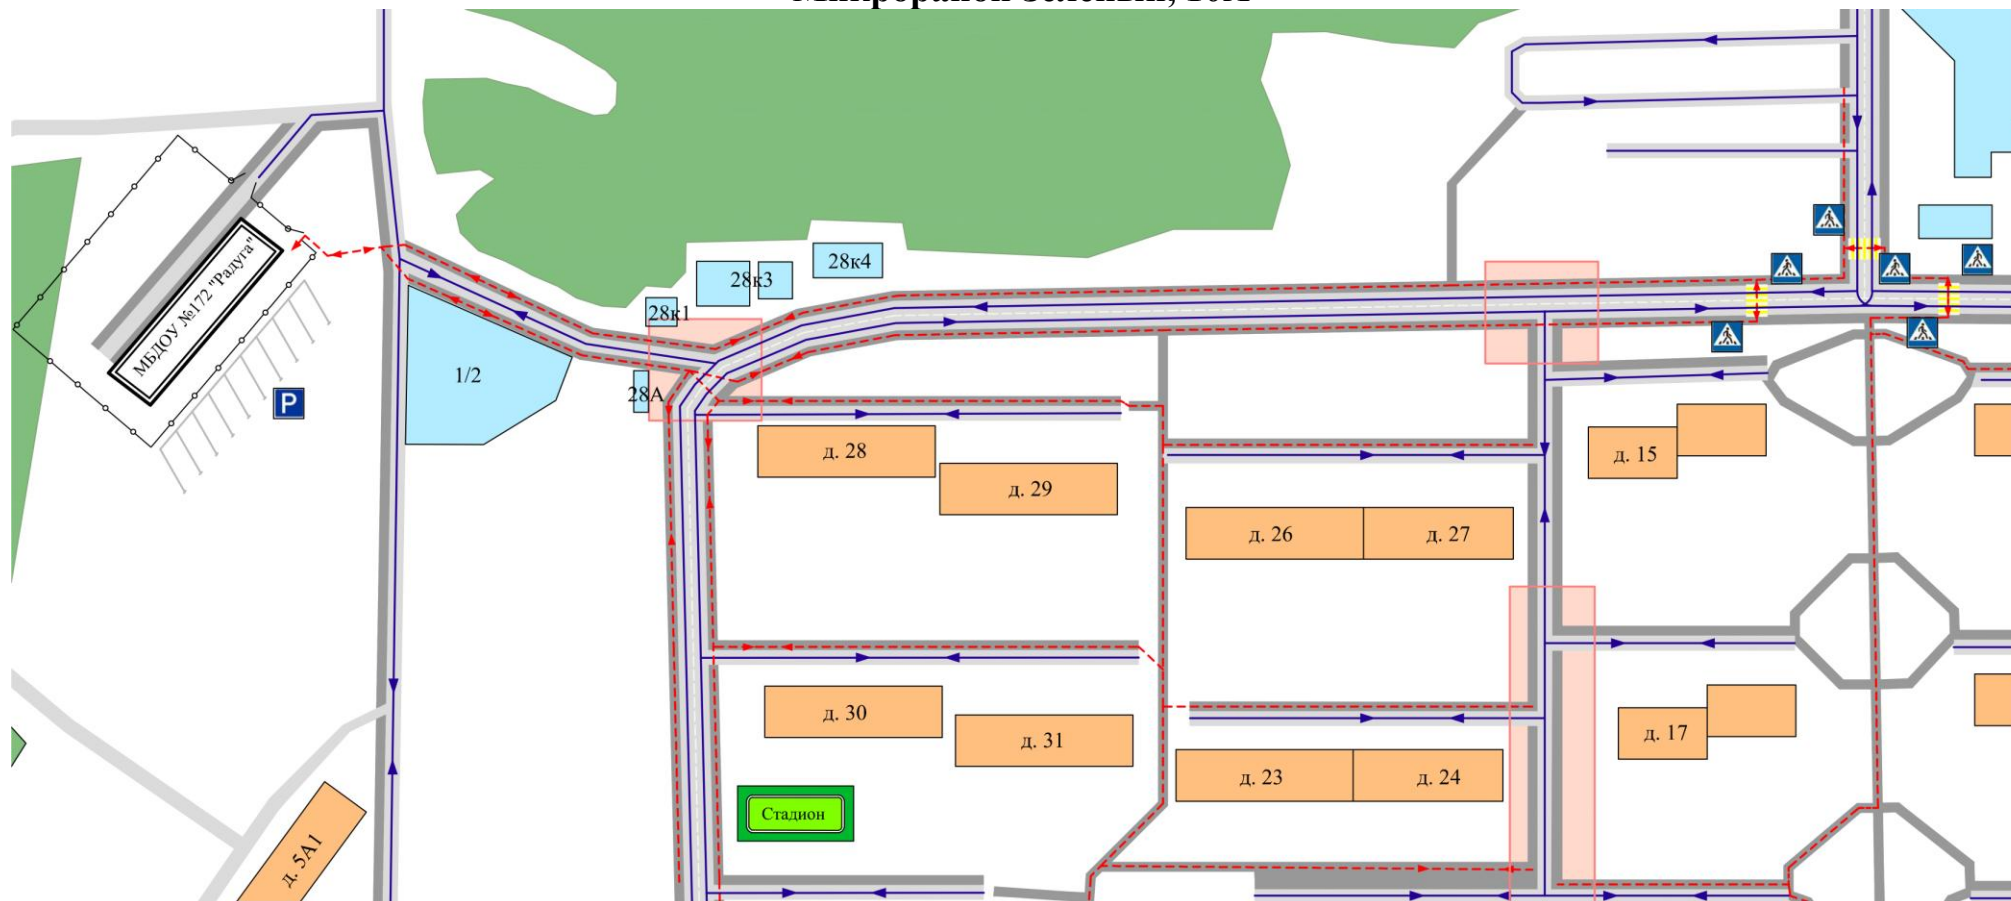 МБДОУ №172 "Радуга"
P
1/2
28к1
28к3
28к4
28А
д. 28
д. 29
д. 26
д. 27
д. 15
д. 30
д. 31
д. 23
д. 24
д. 17
Стадион
д. 5А1